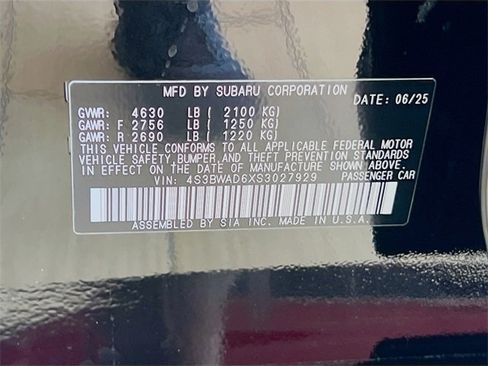 MFD BY SUBARU CORPORATION
DATE: 06/25
GVWR: 4630 LB ( 2100 KG)
GAWR: F 2756 LB ( 1250 KG)
GAWR: R 2690 LB ( 1220 KG)
THIS VEHICLE CONFORMS TO ALL APPLICABLE FEDERAL MOTOR
VEHICLE SAFETY, BUMPER, AND THEFT PREVENTION STANDARDS
IN EFFECT ON THE DATE OF MANUFACTURE SHOWN ABOVE.
VIN: 4S3BWAD6XS3027929 PASSENGER CAR
ASSEMBLED BY SIA INC. MADE IN U.S.A.